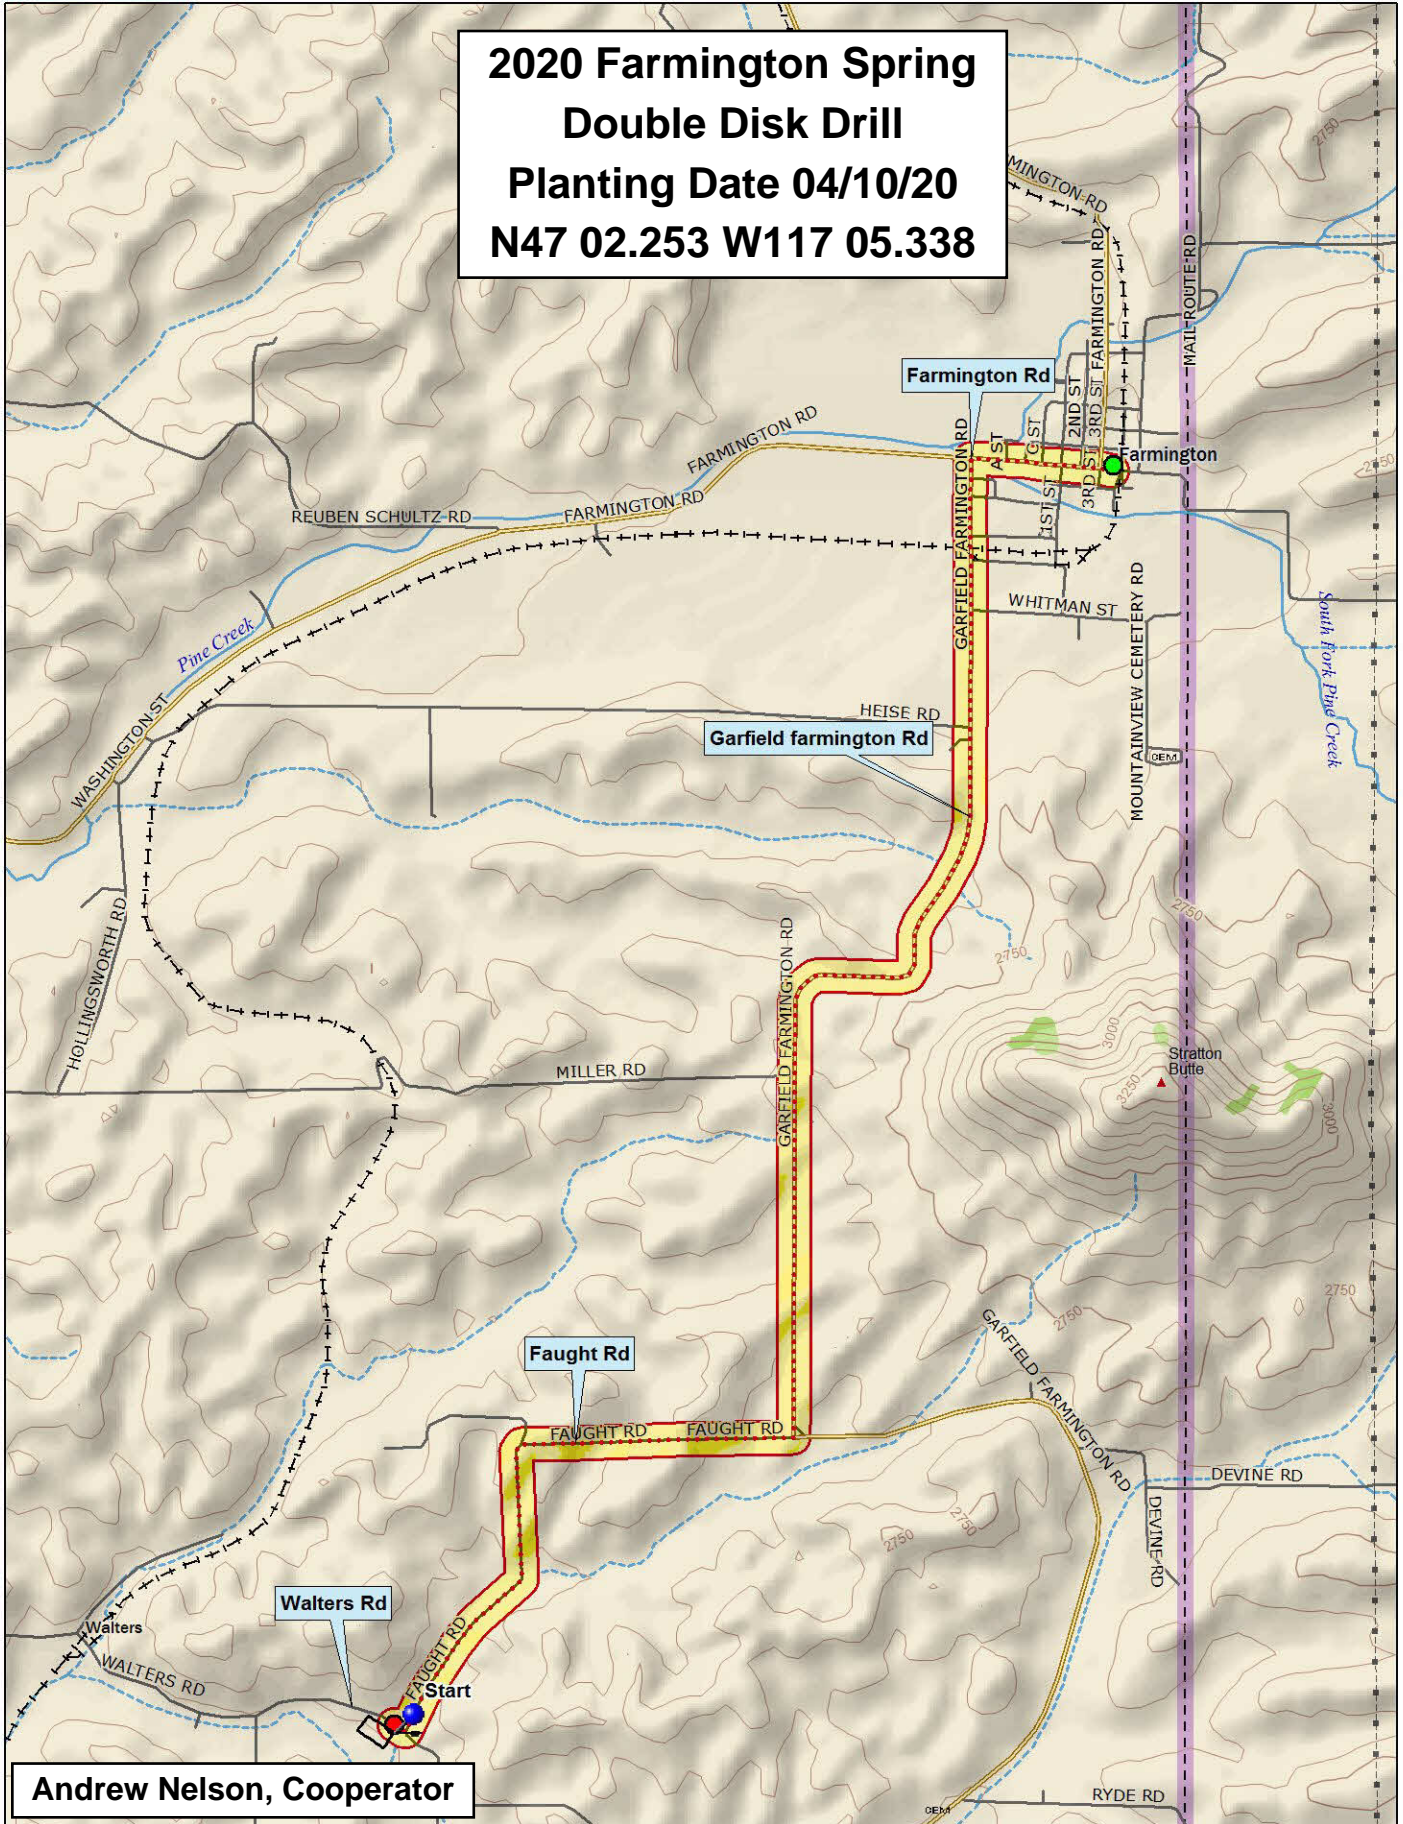 2020 Farmington Spring
Double Disk Drill
Planting Date 04/10/20
N47 02.253 W117 05.338
2750
MINGTON RD
FARMINGTON RD
MAIL ROUTE RD
Farmington Rd
2ND ST
3RD ST
FARMINGTON RD
GARFIELD FARMINGTON RD
A ST
C ST
3RD ST
1ST ST
Farmington
2750
REUBEN SCHULTZ RD
FARMINGTON RD
WHITMAN ST
MOUNTAINVIEW CEMETERY RD
South Fork Pine Creek
Pine Creek
WASHINGTON ST
HEISE RD
Garfield farmington Rd
CEM
2750
2750
HOLLINGSWORTH RD
GARFIELD FARMINGTON RD
3000
Stratton
Butte
3250
3000
MILLER RD
2750
2750
GARFIELD FARMINGTON RD
Faught Rd
FAUGHT RD
FAUGHT RD
DEVINE RD
DEVINE RD
2750
2750
Walters Rd
Walters
WALTERS RD
FAUGHT RD
Start
Andrew Nelson, Cooperator
CEM
RYDE RD